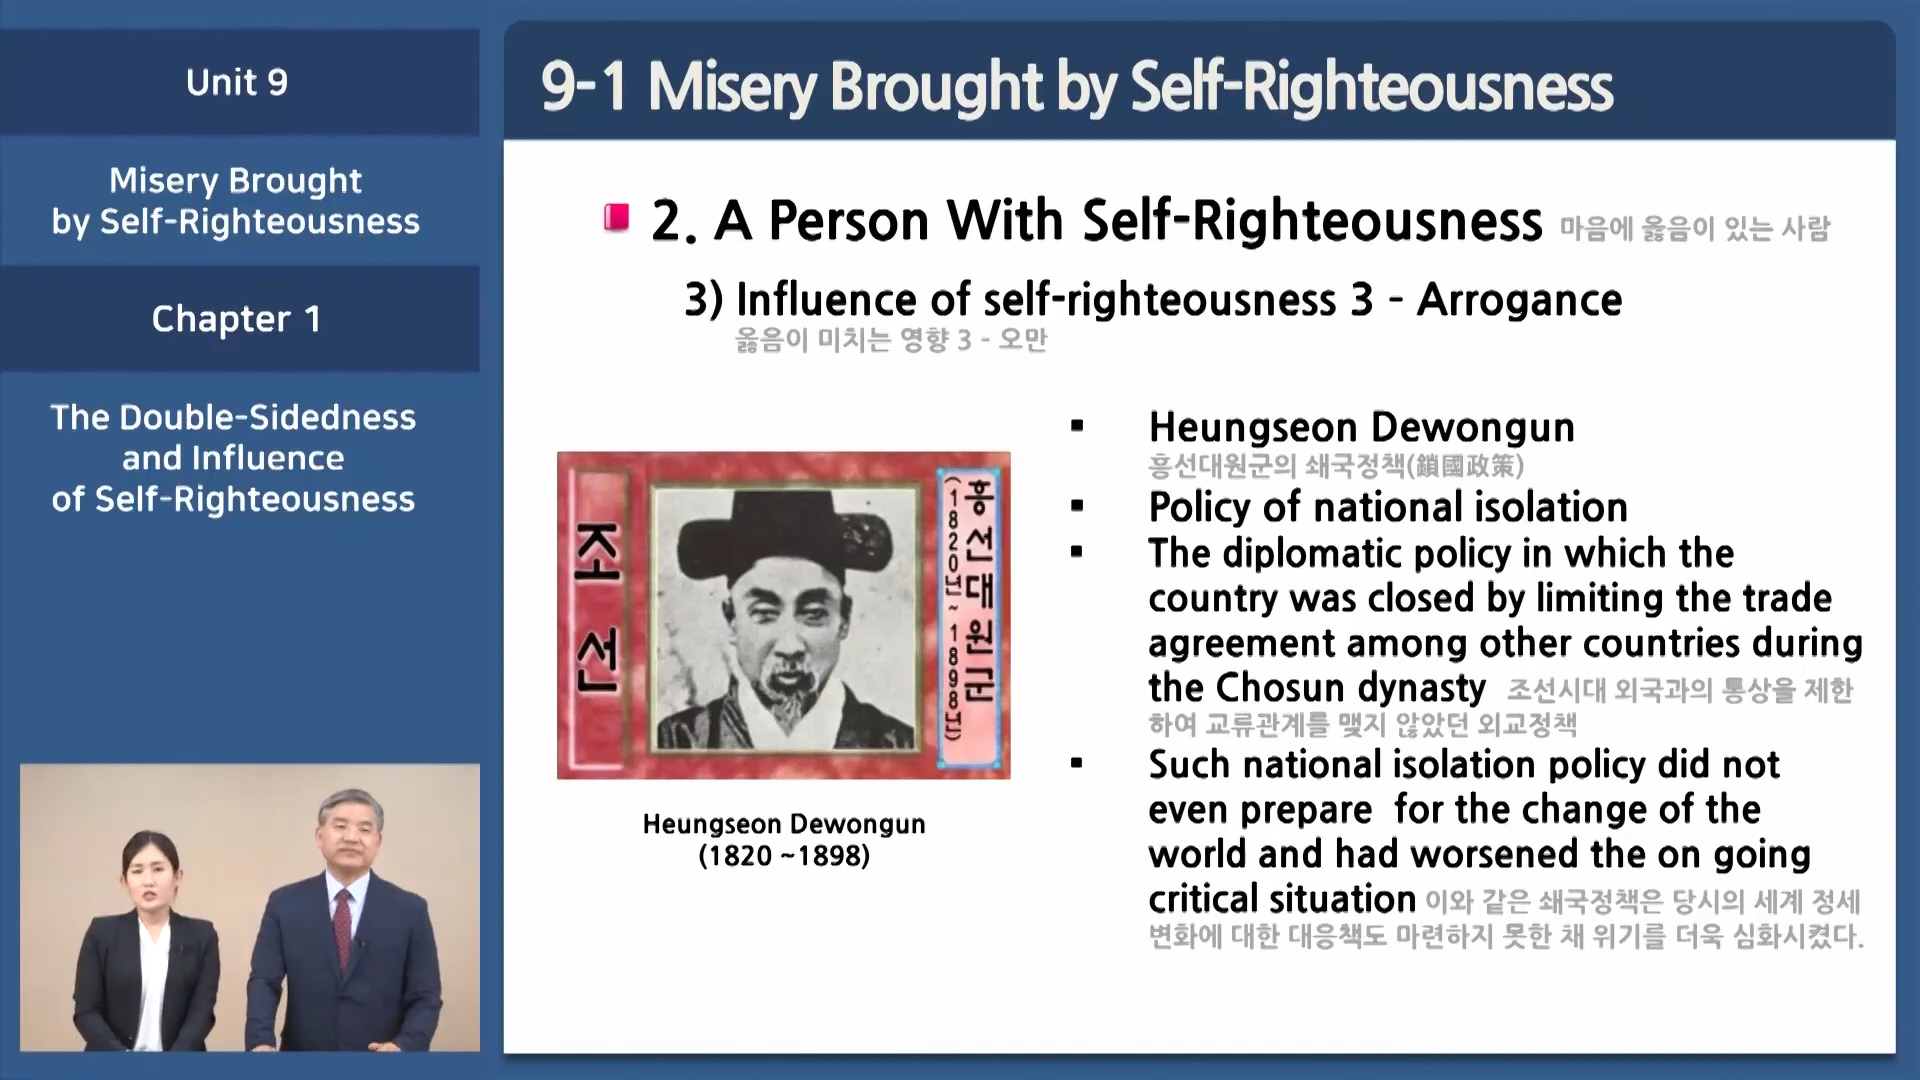 Unit 9
Misery Brought
by Self-Righteousness
Chapter 1
The Double-Sidedness
and Influence
of Self-Righteousness
9-1 Misery Brought by Self-Righteousness
2. A Person With Self-Righteousness 마음에 옳음이 있는 사람
3) Influence of self-righteousness 3 - Arrogance
옳음이 미치는 영향 3 - 오만
조선
흥선대원군
(1820년~1898년)
Heungseon Dewongun
(1820 ~1898)
▪ Heungseon Dewongun
흥선대원군의 쇄국정책(鎖國政策)
▪ Policy of national isolation
▪ The diplomatic policy in which the
country was closed by limiting the trade
agreement among other countries during
the Chosun dynasty 조선시대 외국과의 통상을 제한
하여 교류관계를 맺지 않았던 외교정책
▪ Such national isolation policy did not
even prepare for the change of the
world and had worsened the on going
critical situation 이와 같은 쇄국정책은 당시의 세계 정세
변화에 대한 대응책도 마련하지 못한 채 위기를 더욱 심화시켰다.